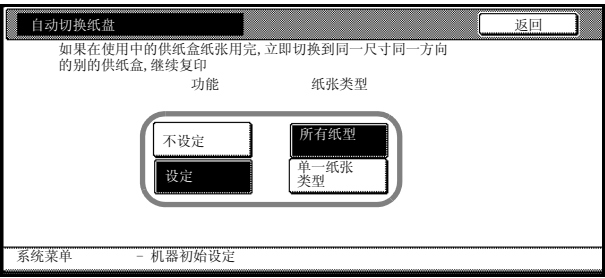 自动切换纸盘 返回
如果在使用中的供纸盒纸张用完,立即切换到同一尺寸同一方向
的别的供纸盒,继续复印
功能 纸张类型
不设定 所有纸型
设定 单一纸张
类型
系统菜单 - 机器初始设定